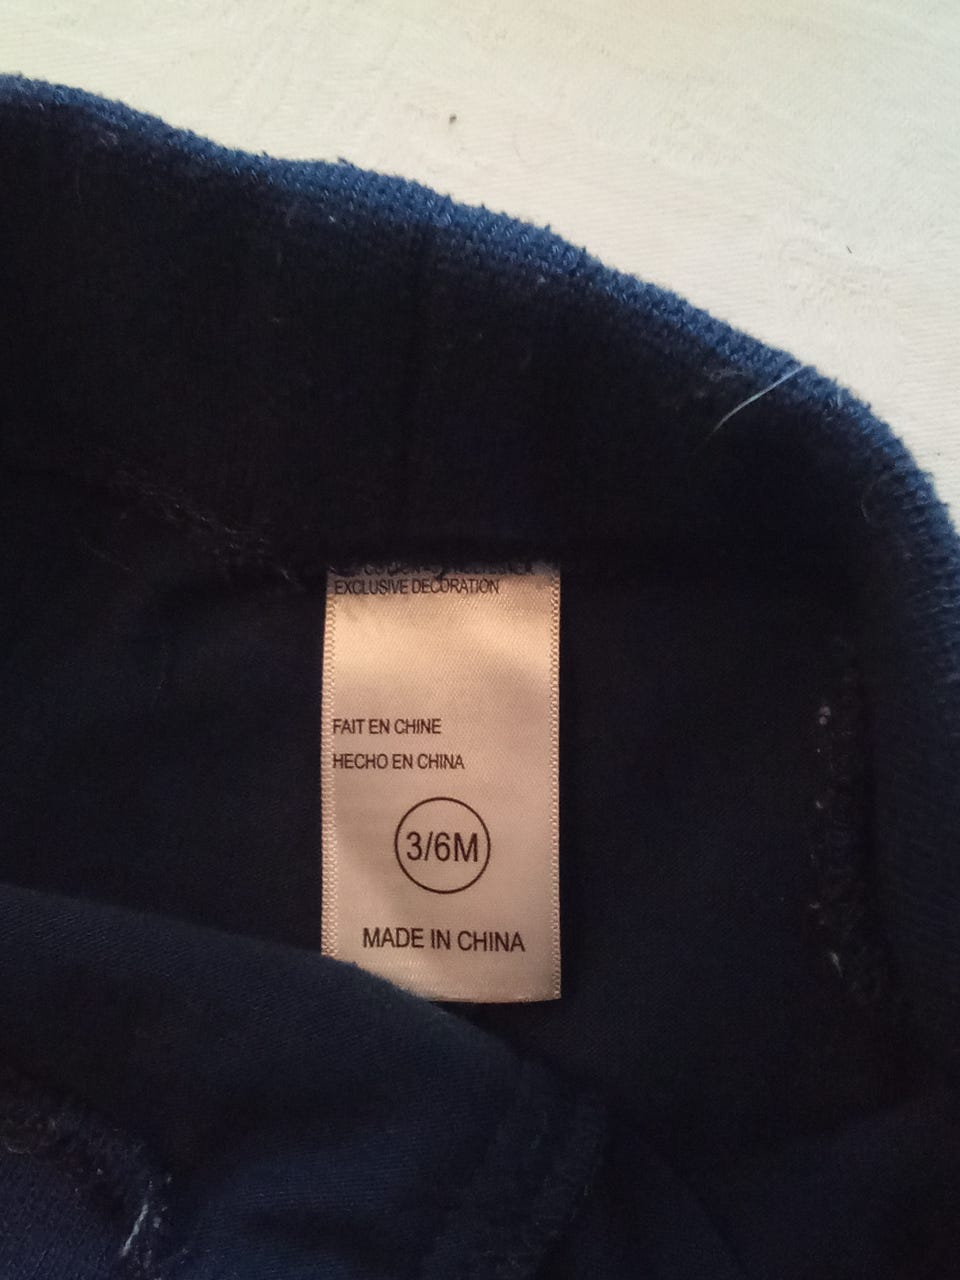 EXCLUSIVE DECORATION
FAIT EN CHINE
HECHO EN CHINA
3/6M
MADE IN CHINA